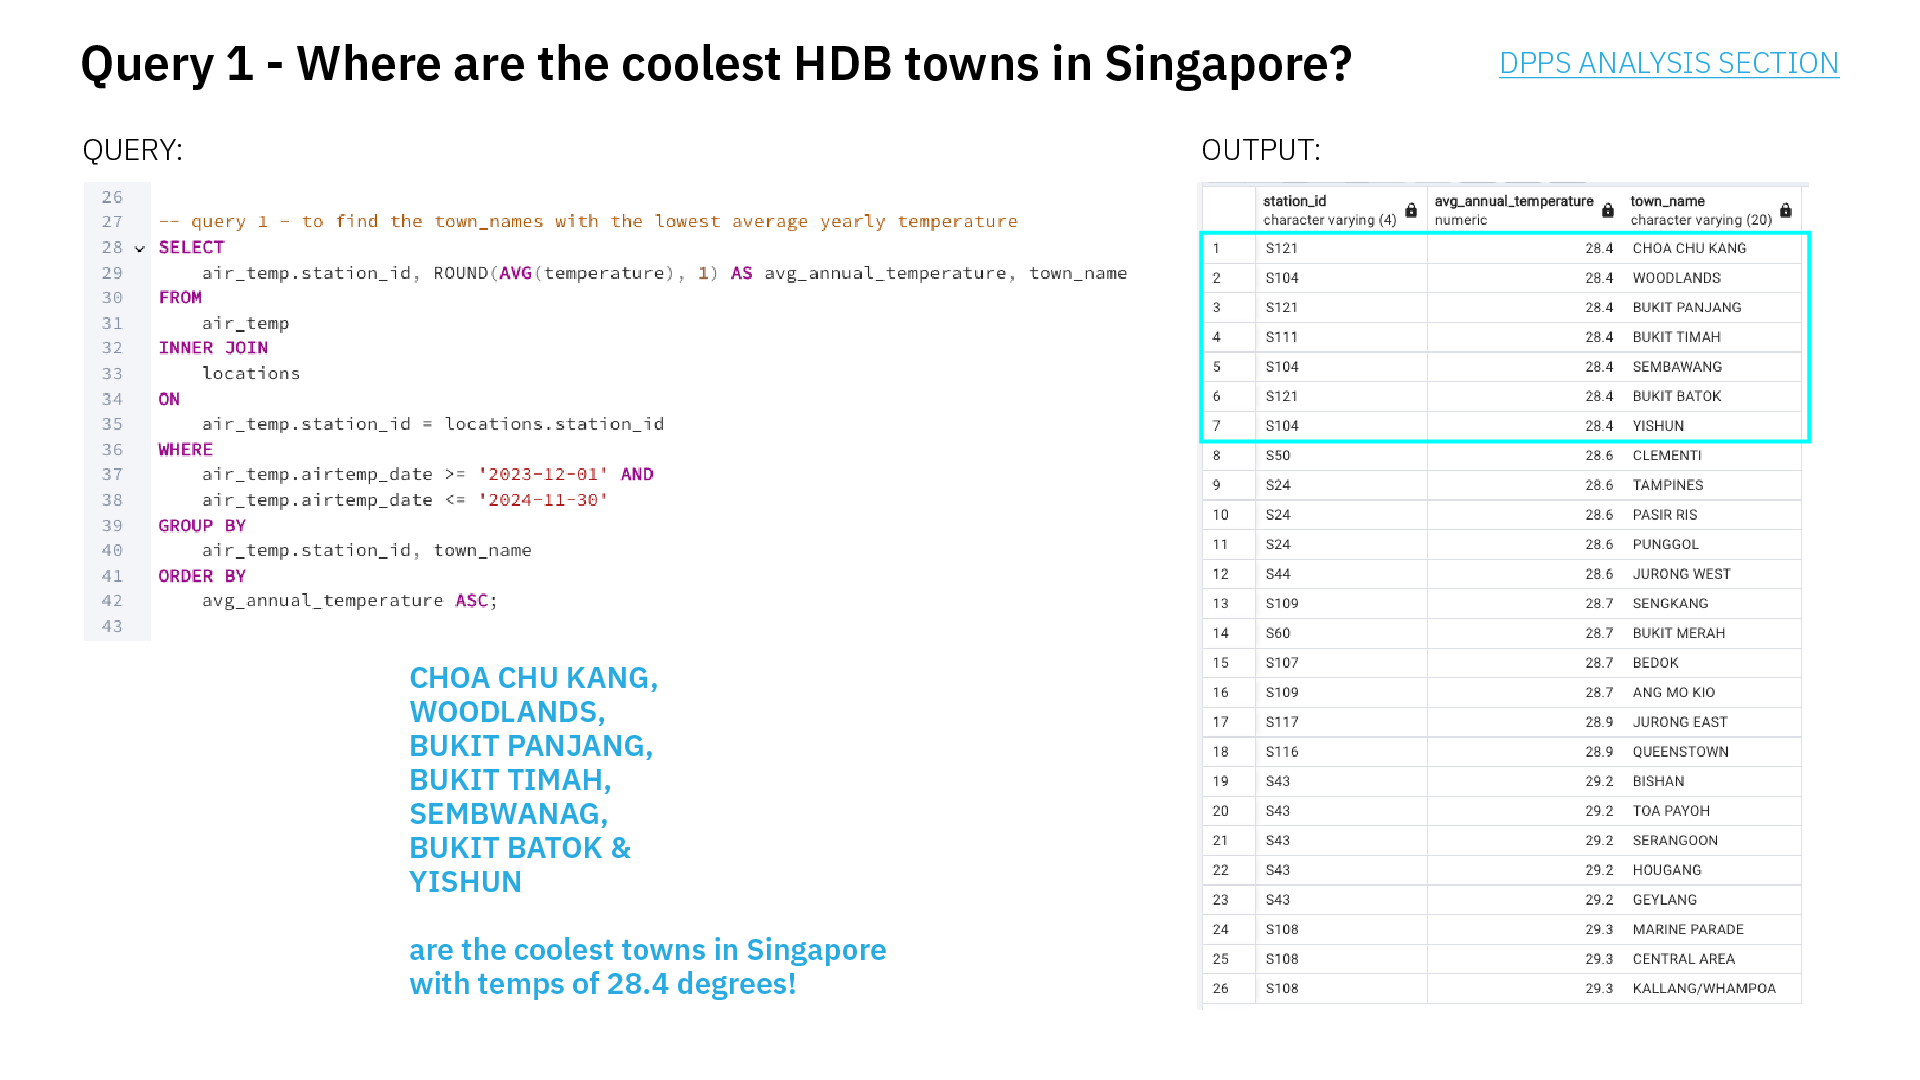 Query 1 - Where are the coolest HDB towns in Singapore?
DPPS ANALYSIS SECTION
QUERY:
26
27 -- query 1 - to find the town_names with the lowest average yearly temperature
28 SELECT
29 air_temp.station_id, ROUND(AVG(temperature), 1) AS avg_annual_temperature, town_name
30 FROM
31 air_temp
32 INNER JOIN
33 locations
34 ON
35 air_temp.station_id = locations.station_id
36 WHERE
37 air_temp.airtemp_date >= '2023-12-01' AND
38 air_temp.airtemp_date <= '2024-11-30'
39 GROUP BY
40 air_temp.station_id, town_name
41 ORDER BY
42 avg_annual_temperature ASC;
43
CHOA CHU KANG,
WOODLANDS,
BUKIT PANJANG,
BUKIT TIMAH,
SEMBWANAG,
BUKIT BATOK &
YISHUN
are the coolest towns in Singapore
with temps of 28.4 degrees!
OUTPUT:
station_id avg_annual_temperature town_name
character varying (4) numeric character varying (20)
1 S121 28.4 CHOA CHU KANG
2 S104 28.4 WOODLANDS
3 S121 28.4 BUKIT PANJANG
4 S111 28.4 BUKIT TIMAH
5 S104 28.4 SEMBAWANG
6 S121 28.4 BUKIT BATOK
7 S104 28.4 YISHUN
8 S50 28.6 CLEMENTI
9 S24 28.6 TAMPINES
10 S24 28.6 PASIR RIS
11 S24 28.6 PUNGGOL
12 S44 28.6 JURONG WEST
13 S109 28.7 SENGKANG
14 S60 28.7 BUKIT MERAH
15 S107 28.7 BEDOK
16 S109 28.7 ANG MO KIO
17 S117 28.9 JURONG EAST
18 S116 28.9 QUEENSTOWN
19 S43 29.2 BISHAN
20 S43 29.2 TOA PAYOH
21 S43 29.2 SERANGOON
22 S43 29.2 HOUGANG
23 S43 29.2 GEYLANG
24 S108 29.3 MARINE PARADE
25 S108 29.3 CENTRAL AREA
26 S108 29.3 KALLANG/WHAMPOA